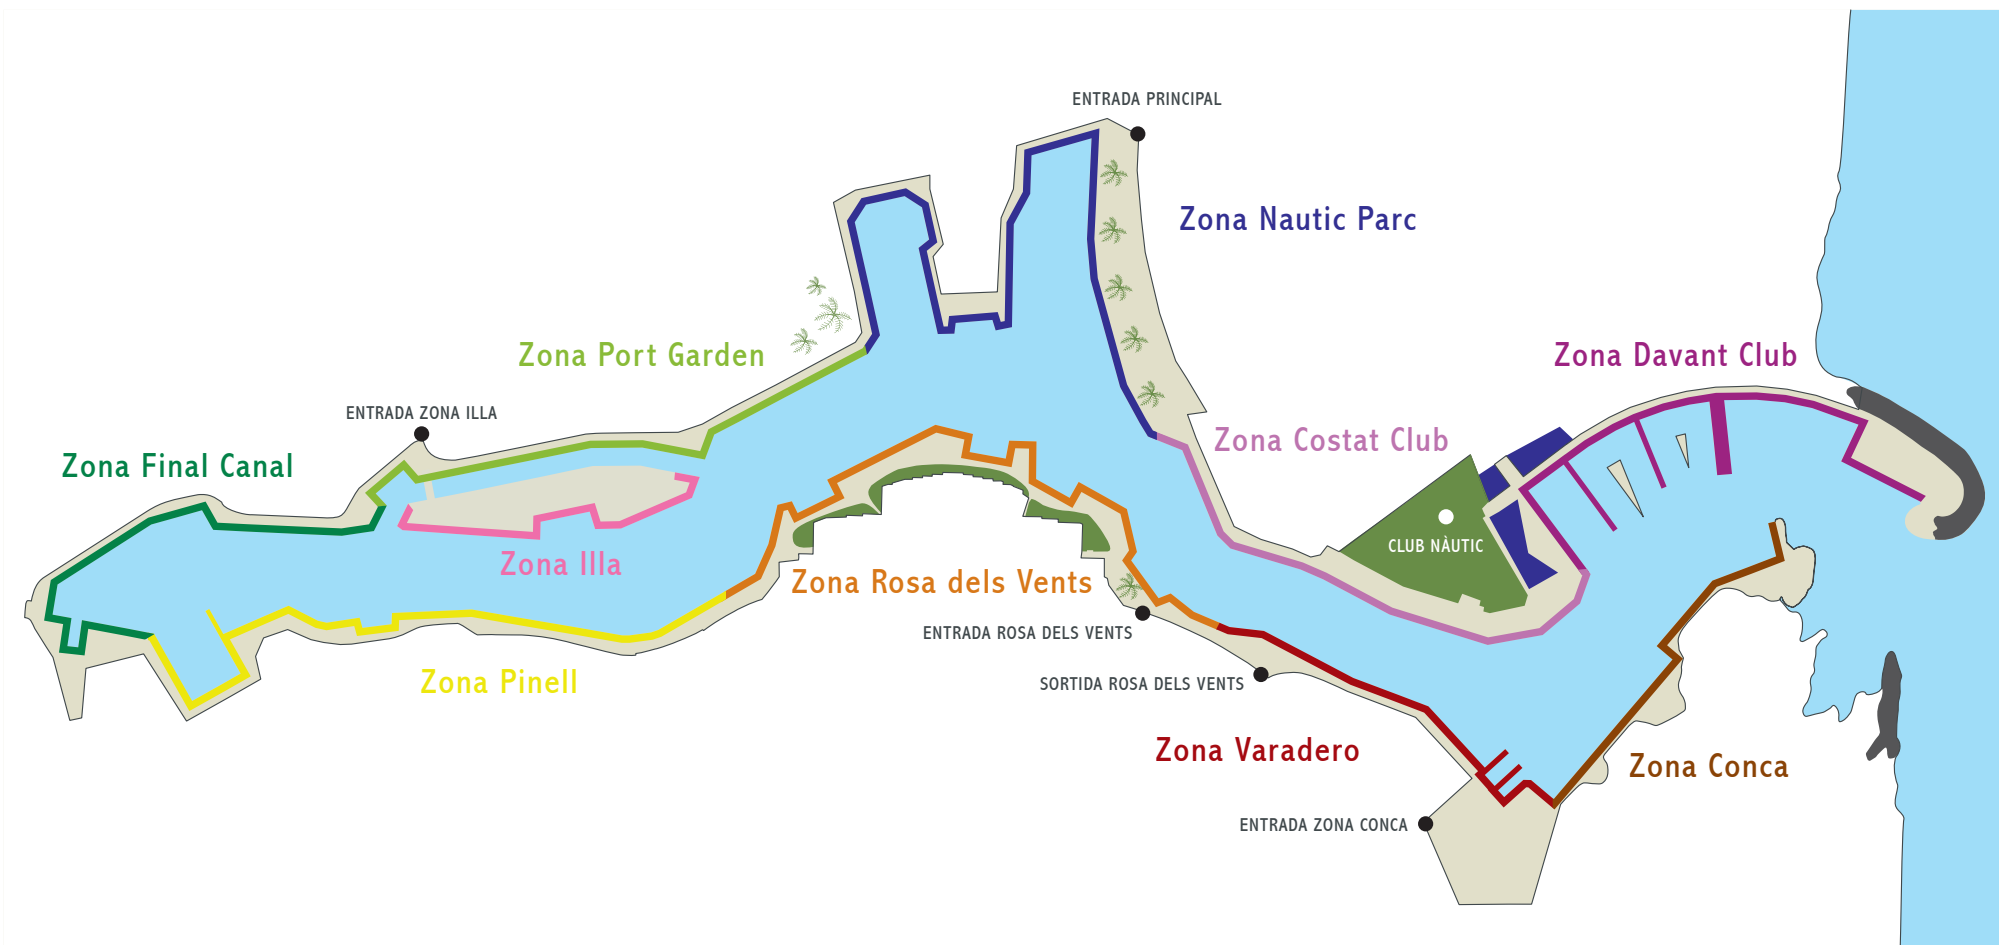 ENTRADA PRINCIPAL
Zona Nautic Parc
Zona Port Garden
Zona Davant Club
ENTRADA ZONA ILLA
Zona Costat Club
Zona Final Canal
CLUB NÀUTIC
Zona Illa
Zona Rosa dels Vents
ENTRADA ROSA DELS VENTS
Zona Pinell
SORTIDA ROSA DELS VENTS
Zona Varadero
Zona Conca
ENTRADA ZONA CONCA